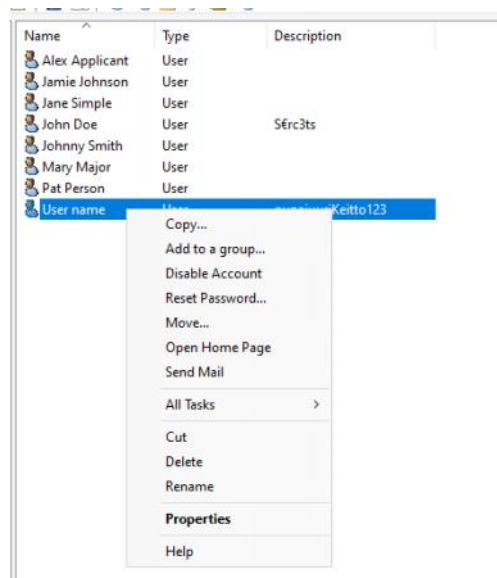 Name Type Description
Alex Applicant User
Jamie Johnson User
Jane Simple User
John Doe User S€rc3ts
Johnny Smith User
Mary Major User
Pat Person User
User name
Copy...
Add to a group...
Disable Account
Reset Password...
Move...
Open Home Page
Send Mail
All Tasks
Cut
Delete
Rename
Properties
Help